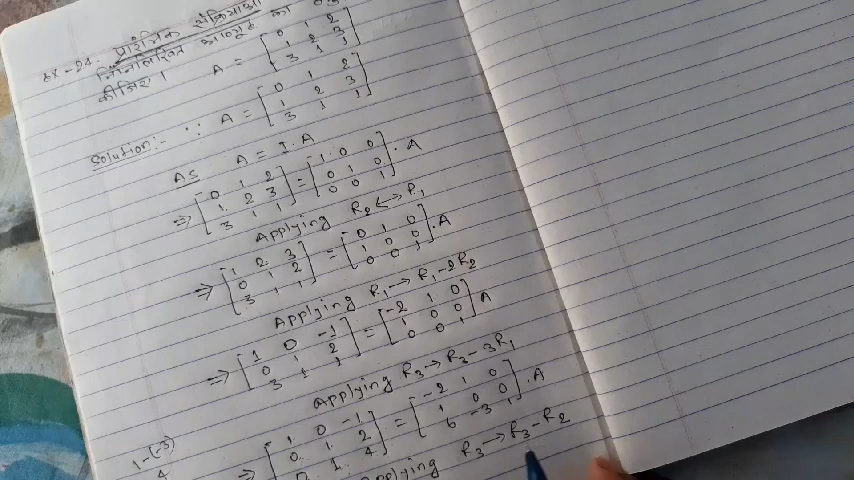 Ex-24. प्रारंभिक संक्रियाओं
निम्नलिखित आव्यूह का
कीजिए।
A = [0 1 2
1 2 3
3 1 1]
Solution:- ∵ A = [0 1 2
1 2 3
3 1 1]
AS A = I.A
⇒ [0 1 2
1 2 3
3 1 1] = [1 0 0
0 1 0
0 0 1].A
Applying R2 ↔ R1
⇒ [1 2 3
0 1 2
3 1 1] = [0 1 0
1 0 0
0 0 1].A
Applying R1 → R1-2R2
⇒ [1 0 -1
0 1 2
3 1 1] = [-2 1 0
1 0 0
0 0 1]A
Applying R3 → R3-3R1
⇒ [1 0 -1
0 1 2
0 1 4] = [-2 1 0
1 0 0
6 -3 1].A
1-(-3)
4
Applying R3 → R3-R2